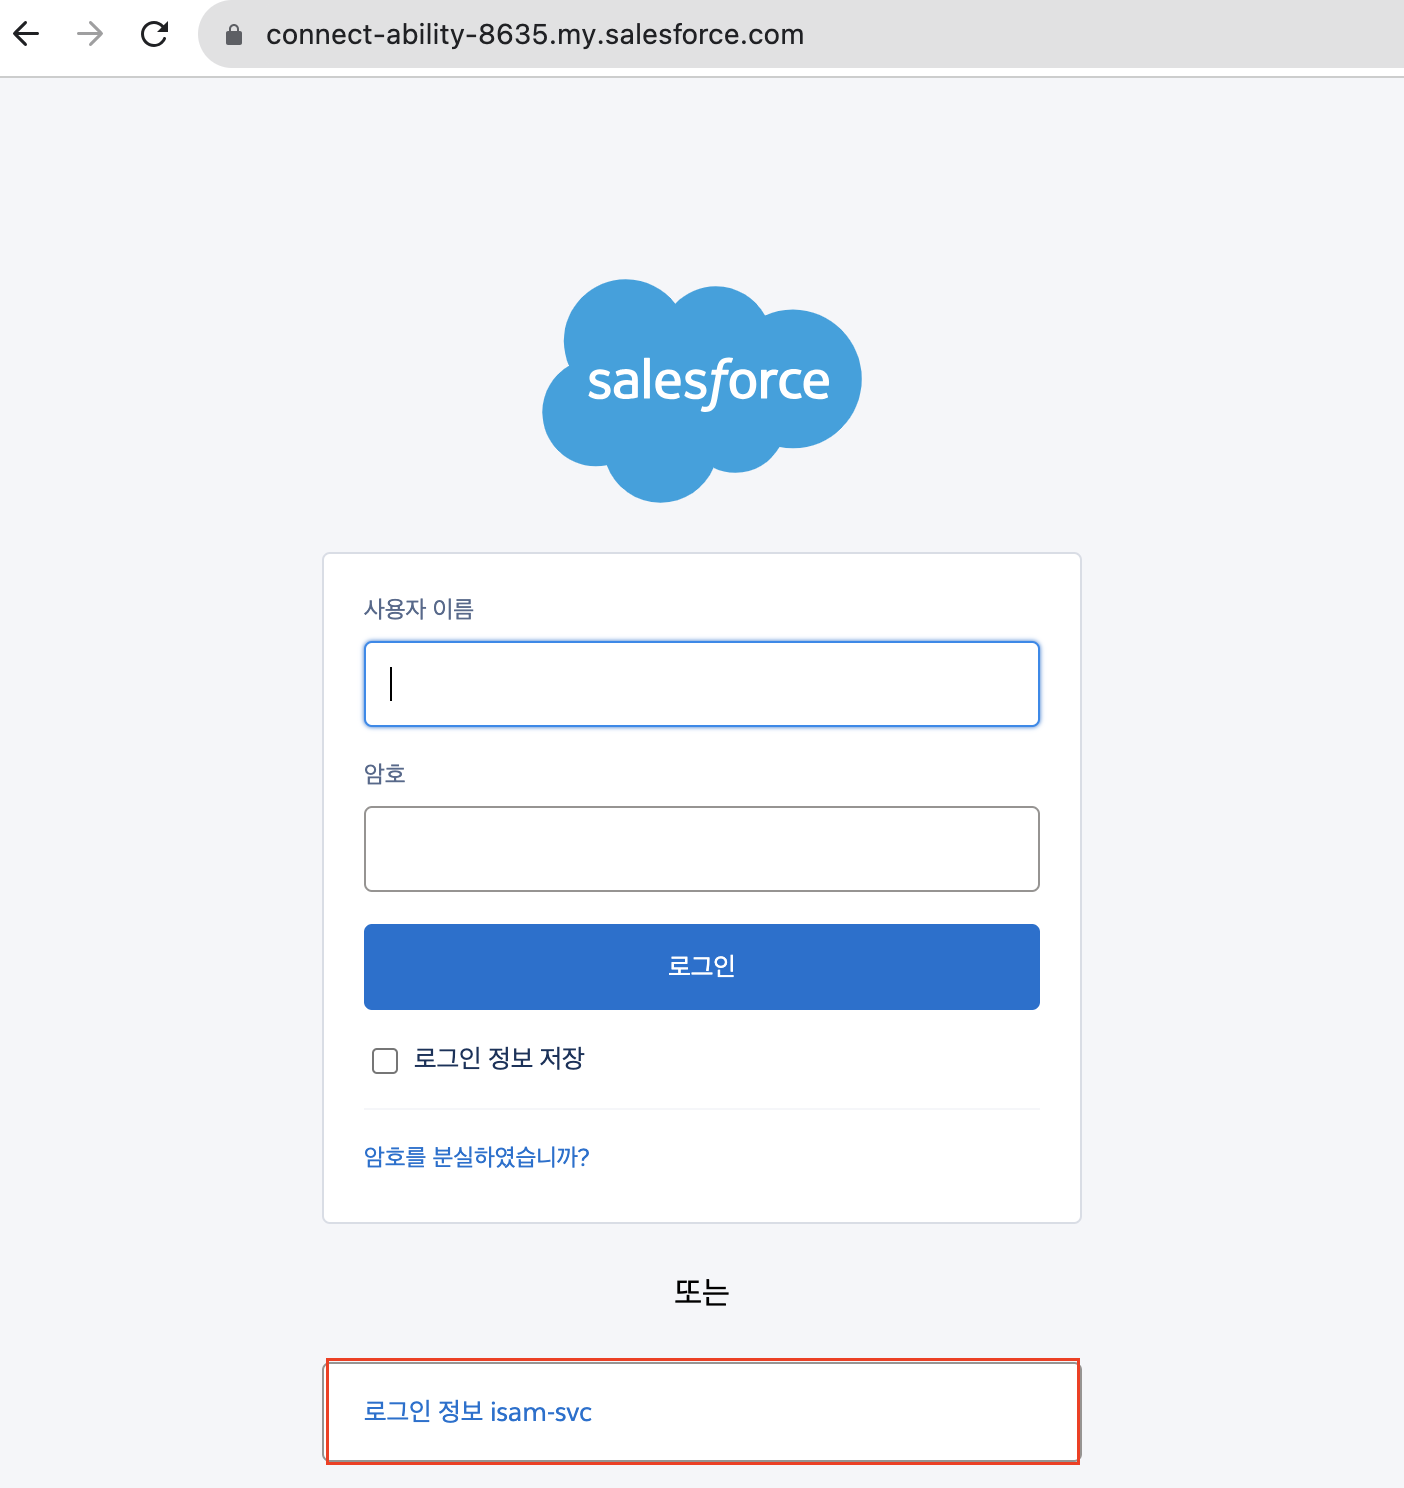 connect-ability-8635.my.salesforce.com
salesforce
사용자 이름
암호
로그인
로그인 정보 저장
암호를 분실하였습니까?
또는
로그인 정보 isam-svc